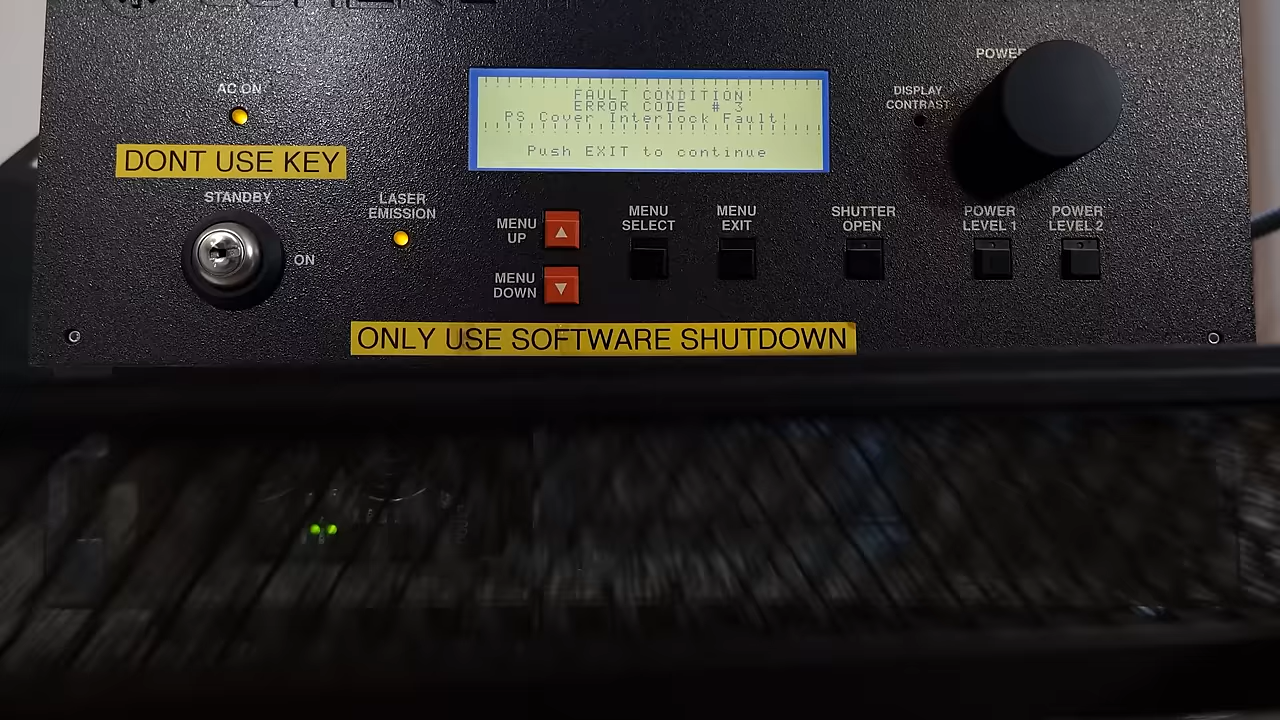 POWER
AC ON
DISPLAY
CONTRAST
FAULT CONDITION!
ERROR CODE # 3
PS Cover Interlock Fault!
Push EXIT to continue
DONT USE KEY
STANDBY
ON
LASER
EMISSION
MENU
UP
MENU
DOWN
MENU
SELECT
MENU
EXIT
SHUTTER
OPEN
POWER
LEVEL 1
POWER
LEVEL 2
ONLY USE SOFTWARE SHUTDOWN